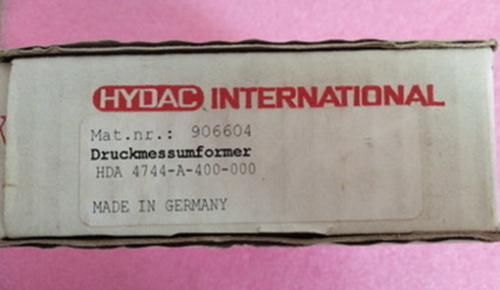 HYDAC INTERNATIONAL
Mat.nr.: 906604
Druckmessumformer
HDA 4744-A-400-000
MADE IN GERMANY